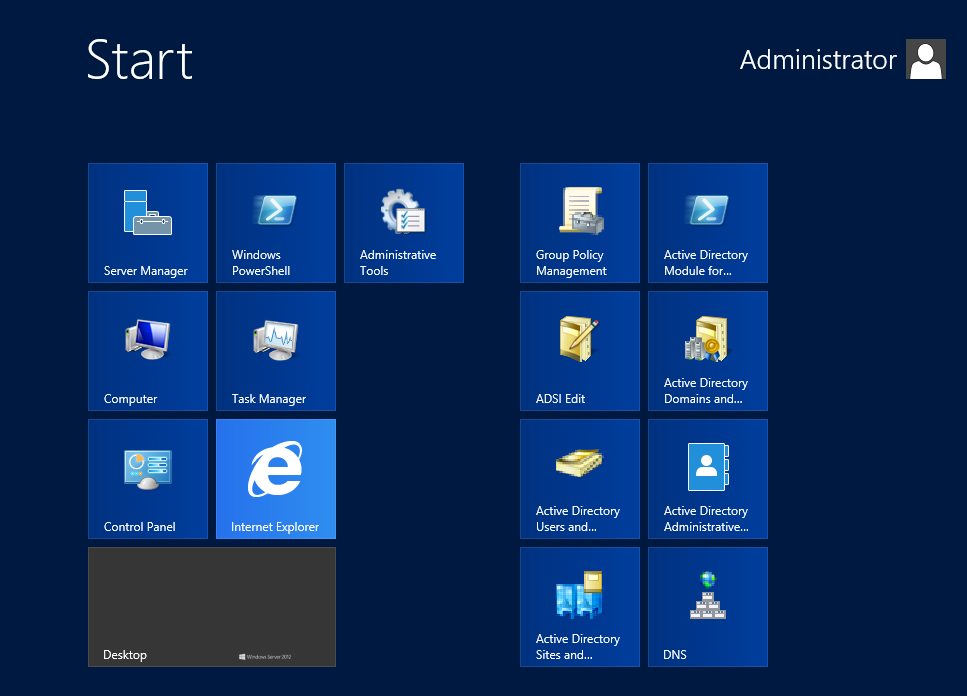 Start
Administrator
Server Manager
Windows
PowerShell
Administrative
Tools
Group Policy
Management
Active Directory
Module for...
Computer
Task Manager
ADSI Edit
Active Directory
Domains and...
Control Panel
Internet Explorer
Active Directory
Users and...
Active Directory
Administrative...
Desktop
Windows Server 2012
Active Directory
Sites and...
DNS